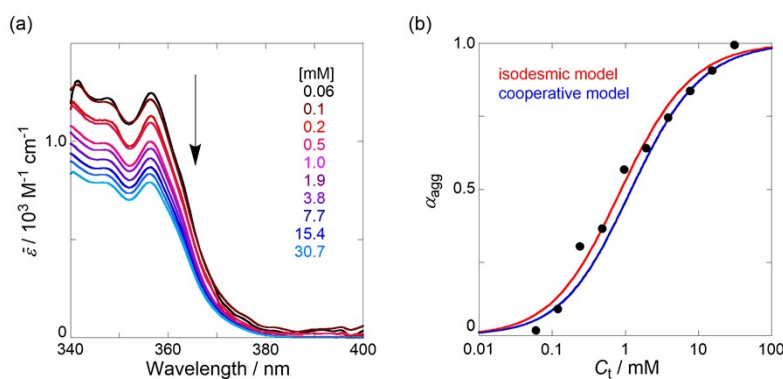 (a)
[mM]
0.06
0.1
0.2
0.5
1.0
1.9
3.8
7.7
15.4
30.7
1.0
0
ε̄ / 10³ M⁻¹ cm⁻¹
340 360 380 400
Wavelength / nm
(b)
isodesmic model
cooperative model
1.0
0.5
0
α_agg
0.01 0.1 1 10 100
C_t / mM